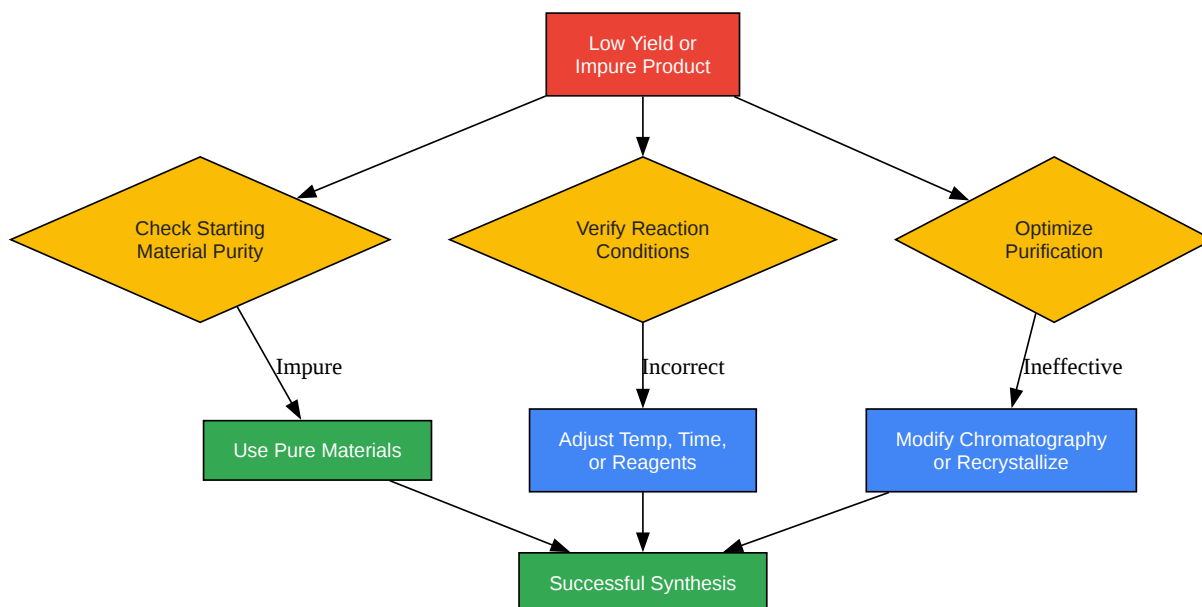 Low Yield or
Impure Product
Check Starting
Material Purity
Verify Reaction
Conditions
Optimize
Purification
Impure
Incorrect
Ineffective
Use Pure Materials
Adjust Temp, Time,
or Reagents
Modify Chromatography
or Recrystallize
Successful Synthesis